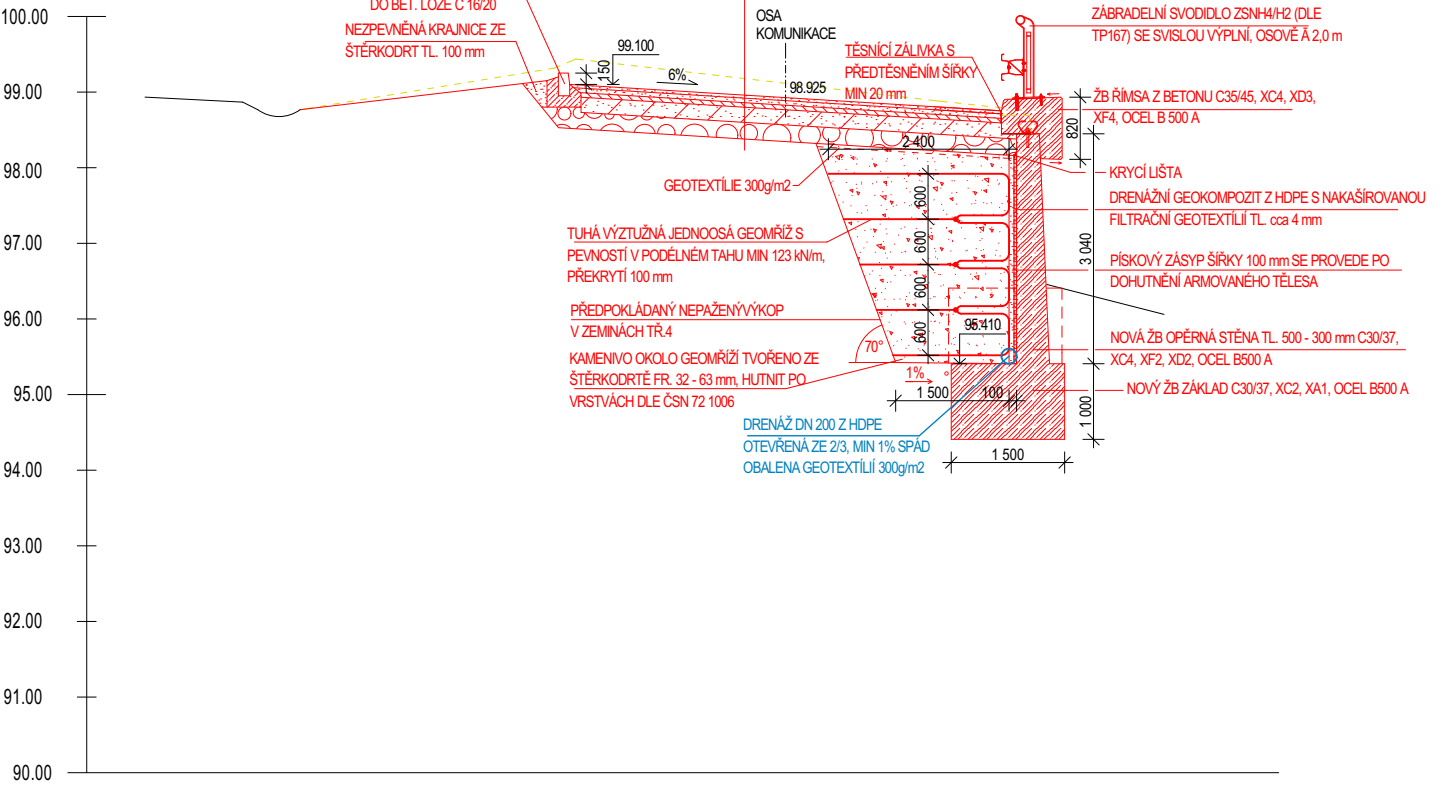 DO BET. LOŽE C 16/20
NEZPEVNĚNÁ KRAJNICE ZE
ŠTĚRKODRT TL. 100 mm
150
99.100
6%
OSA
KOMUNIKACE
98.925
TĚSNÍCÍ ZÁLIVKA S
PŘEDTĚSNĚNÍM ŠÍŘKY
MIN 20 mm
ZÁBRADELNÍ SVODIDLO ZSNH4/H2 (DLE
TP167) SE SVISLOU VÝPLNÍ, OSOVĚ Ä 2,0 m
ŽB ŘÍMSA Z BETONU C35/45, XC4, XD3,
XF4, OCEL B 500 A
820
2 400
KRYCÍ LIŠTA
GEOTEXTÍLIE 300g/m2
DRENÁŽNÍ GEOKOMPOZIT Z HDPE S NAKAŠÍROVANOU
FILTRAČNÍ GEOTEXTÍLIÍ TL. cca 4 mm
TUHÁ VÝZTUŽNÁ JEDNOOSÁ GEOMŘÍŽ S
PEVNOSTÍ V PODÉLNÉM TAHU MIN 123 kN/m,
PŘEKRYTÍ 100 mm
600
600
600
600
3 040
PÍSKOVÝ ZÁSYP ŠÍŘKY 100 mm SE PROVEDE PO
DOHUTNĚNÍ ARMOVANÉHO TĚLESA
PŘEDPOKLÁDANÝ NEPAŽENÝVÝKOP
V ZEMINÁCH TŘ.4
95.410
70°
NOVÁ ŽB OPĚRNÁ STĚNA TL. 500 - 300 mm C30/37,
XC4, XF2, XD2, OCEL B500 A
KAMENIVO OKOLO GEOMŘÍŽÍ TVOŘENO ZE
ŠTĚRKODRTĚ FR. 32 - 63 mm, HUTNIT PO
VRSTVÁCH DLE ČSN 72 1006
1%
1 500
100
NOVÝ ŽB ZÁKLAD C30/37, XC2, XA1, OCEL B500 A
1 000
DRENÁŽ DN 200 Z HDPE
OTEVŘENÁ ZE 2/3, MIN 1% SPÁD
OBALENA GEOTEXTÍLIÍ 300g/m2
1 500
100.00
99.00
98.00
97.00
96.00
95.00
94.00
93.00
92.00
91.00
90.00